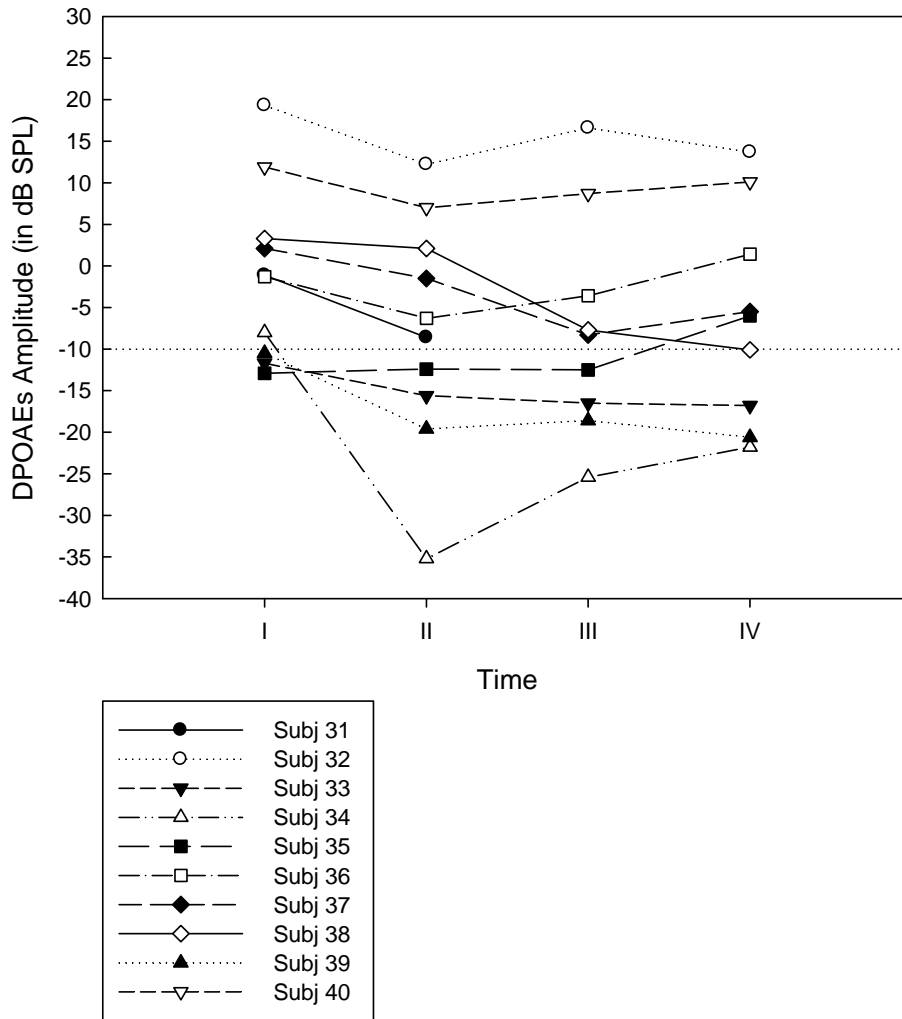 DPOAEs Amplitude (in dB SPL)
30
25
20
15
10
5
0
-5
-10
-15
-20
-25
-30
-35
-40
I II III IV
Time
Subj 31
Subj 32
Subj 33
Subj 34
Subj 35
Subj 36
Subj 37
Subj 38
Subj 39
Subj 40